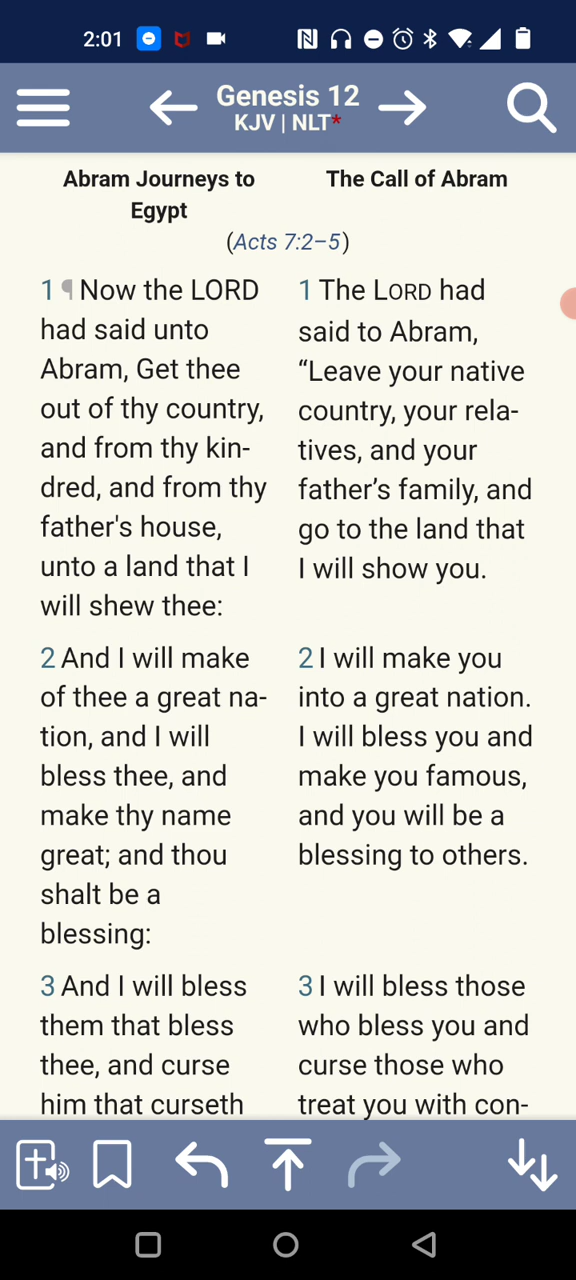 2:01
Genesis 12
KJV | NLT*
Abram Journeys to
Egypt
The Call of Abram
(Acts 7:2–5)
1 ¶ Now the LORD
had said unto
Abram, Get thee
out of thy country,
and from thy kin-
dred, and from thy
father's house,
unto a land that I
will shew thee:
1 The LORD had
said to Abram,
“Leave your native
country, your rela-
tives, and your
father’s family, and
go to the land that
I will show you.
2 And I will make
of thee a great na-
tion, and I will
bless thee, and
make thy name
great; and thou
shalt be a
blessing:
2 I will make you
into a great nation.
I will bless you and
make you famous,
and you will be a
blessing to others.
3 And I will bless
them that bless
thee, and curse
him that curseth
3 I will bless those
who bless you and
curse those who
treat you with con-